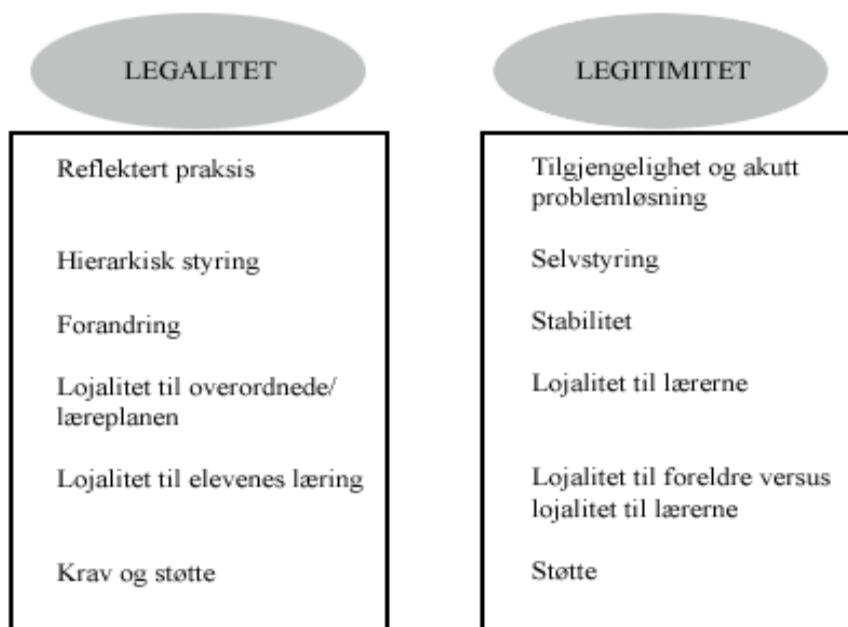 LEGALITET
Reflektert praksis
Hierarkisk styring
Forandring
Lojalitet til overordnede/
læreplanen
Lojalitet til elevenes læring
Krav og støtte
LEGITIMITET
Tilgjengelighet og akutt
problemløsning
Selvstyring
Stabilitet
Lojalitet til lærerne
Lojalitet til foreldre versus
lojalitet til lærerne
Støtte